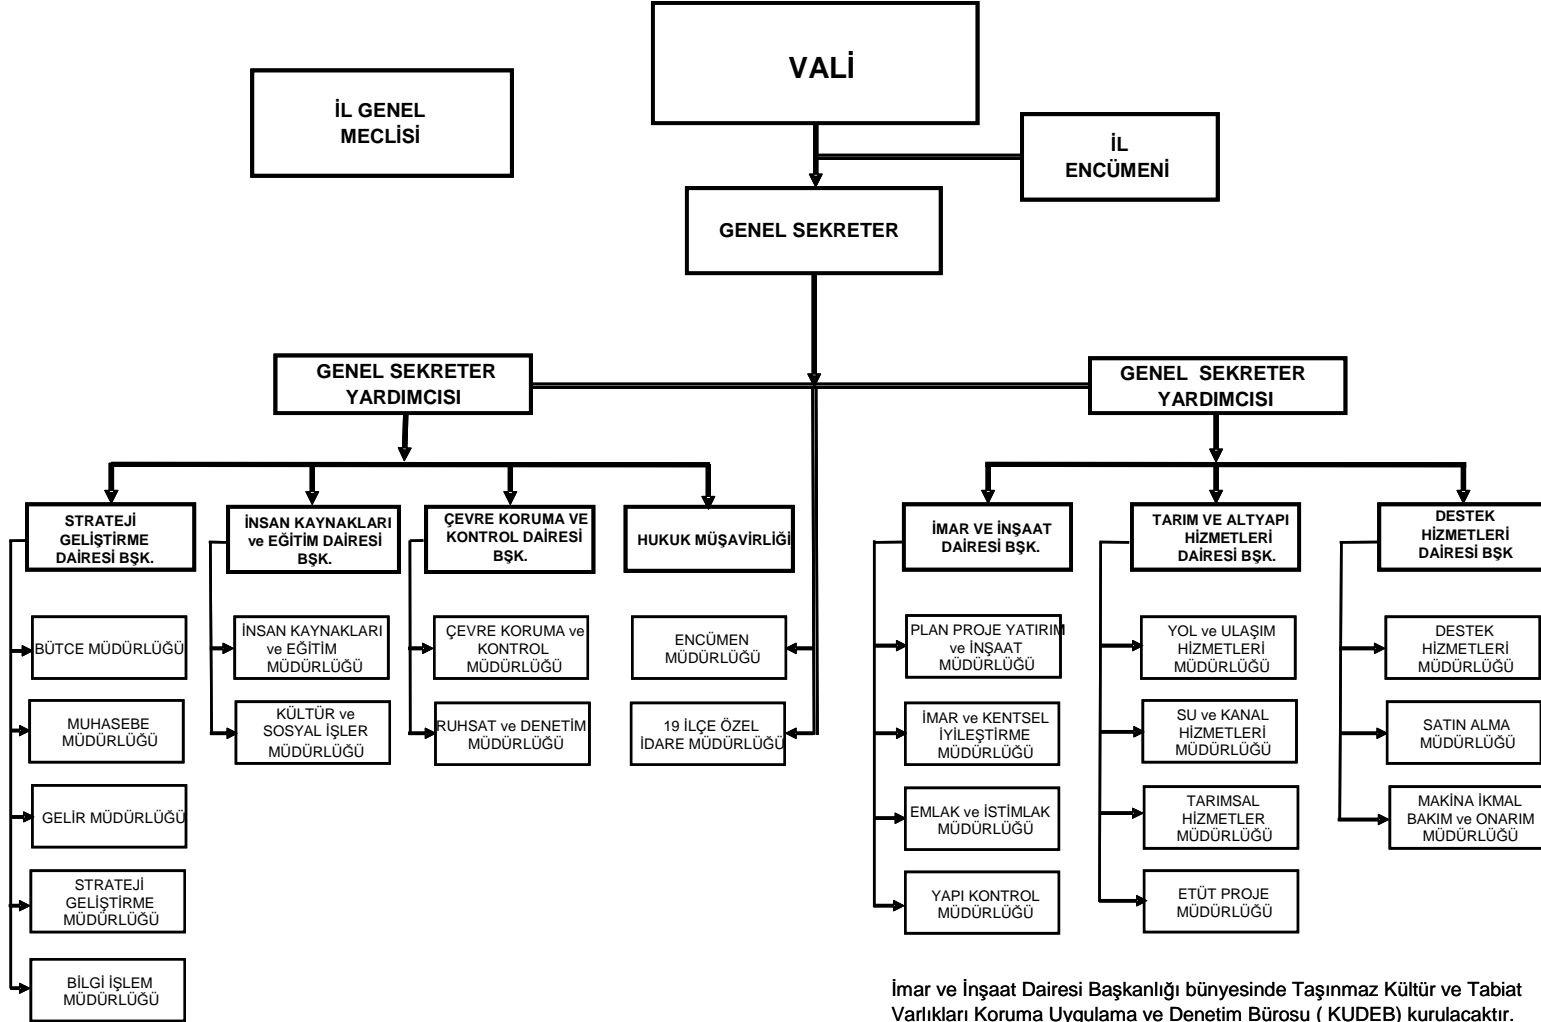 VALİ
İL GENEL
MECLİSİ
İL
ENCÜMENİ
GENEL SEKRETER
GENEL SEKRETER
YARDIMCISI
GENEL SEKRETER
YARDIMCISI
STRATEJİ
GELİŞTİRME
DAİRESİ BŞK.
İNSAN KAYNAKLARI
ve EĞİTİM DAİRESİ
BŞK.
ÇEVRE KORUMA VE
KONTROL DAİRESİ
BŞK.
HUKUK MÜŞAVİRLİĞİ
İMAR VE İNŞAAT
DAİRESİ BŞK.
TARIM VE ALTYAPI
HİZMETLERİ
DAİRESİ BŞK.
DESTEK
HİZMETLERİ
DAİRESİ BŞK
BÜTCE MÜDÜRLÜĞÜ
MUHASEBE
MÜDÜRLÜĞÜ
GELİR MÜDÜRLÜĞÜ
STRATEJİ
GELİŞTİRME
MÜDÜRLÜĞÜ
BİLGİ İŞLEM
MÜDÜRLÜĞÜ
İNSAN KAYNAKLARI
ve EĞİTİM
MÜDÜRLÜĞÜ
KÜLTÜR ve
SOSYAL İŞLER
MÜDÜRLÜĞÜ
ÇEVRE KORUMA ve
KONTROL
MÜDÜRLÜĞÜ
RUHSAT ve DENETİM
MÜDÜRLÜĞÜ
ENCÜMEN
MÜDÜRLÜĞÜ
19 İLÇE ÖZEL
İDARE MÜDÜRLÜĞÜ
PLAN PROJE YATIRIM
ve İNŞAAT
MÜDÜRLÜĞÜ
İMAR ve KENTSEL
İYİLEŞTİRME
MÜDÜRLÜĞÜ
EMLAK ve İSTİMLAK
MÜDÜRLÜĞÜ
YAPI KONTROL
MÜDÜRLÜĞÜ
YOL ve ULAŞIM
HİZMETLERİ
MÜDÜRLÜĞÜ
SU ve KANAL
HİZMETLERİ
MÜDÜRLÜĞÜ
TARIMSAL
HİZMETLER
MÜDÜRLÜĞÜ
ETÜT PROJE
MÜDÜRLÜĞÜ
DESTEK
HİZMETLERİ
MÜDÜRLÜĞÜ
SATIN ALMA
MÜDÜRLÜĞÜ
MAKİNA İKMAL
BAKIM ve ONARIM
MÜDÜRLÜĞÜ
İmar ve İnşaat Dairesi Başkanlığı bünyesinde Taşınmaz Kültür ve Tabiat
Varlıkları Koruma Uygulama ve Denetim Bürosu ( KUDEB) kurulacaktır.